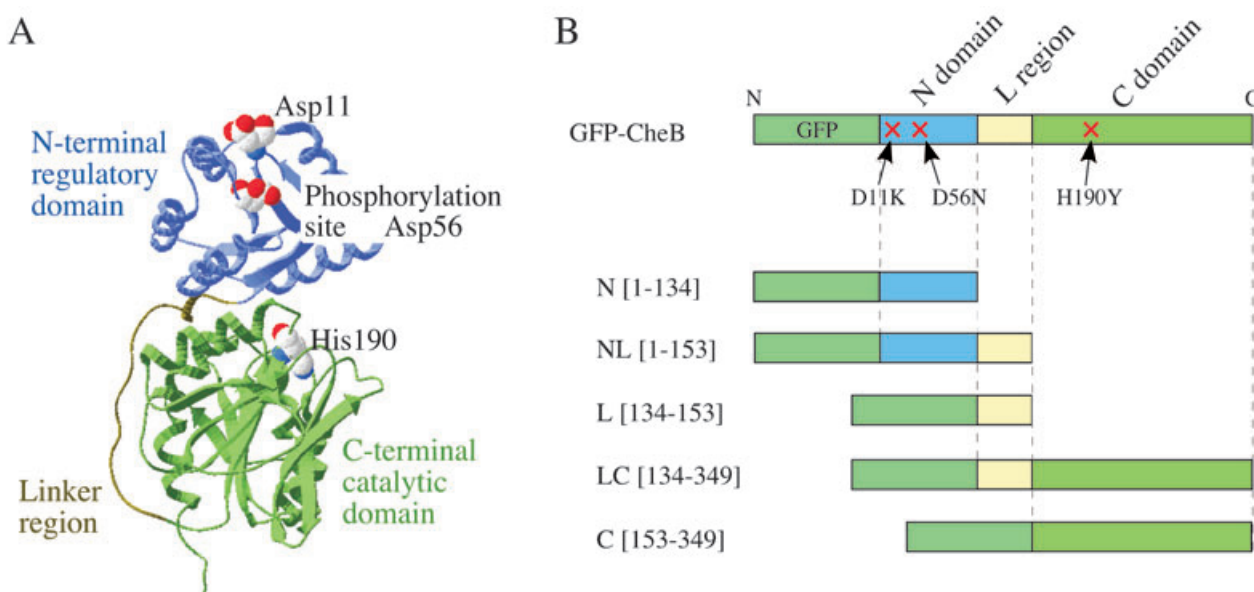 A
Asp11
N-terminal
regulatory
domain
Phosphorylation
site Asp56
His190
C-terminal
catalytic
domain
Linker
region
B
N domain
L region
C domain
N
C
GFP-CheB
GFP
D11K
D56N
H190Y
N [1-134]
NL [1-153]
L [134-153]
LC [134-349]
C [153-349]